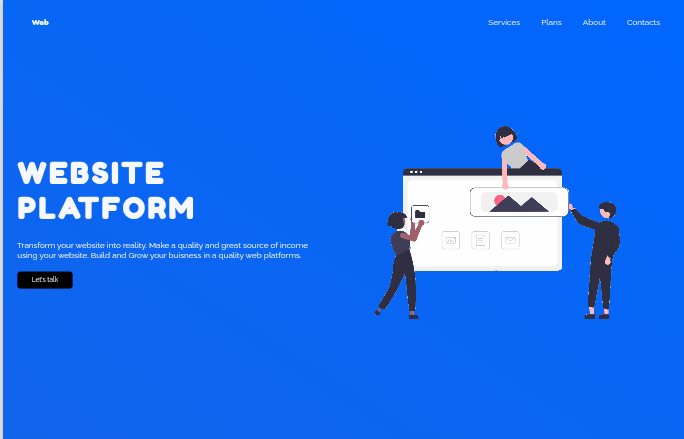 Web
Services Plans About Contacts
WEBSITE
PLATFORM
Transform your website into reality. Make a quality and great source of income
using your website. Build and Grow your buisness in a quality web platforms.
Let's talk